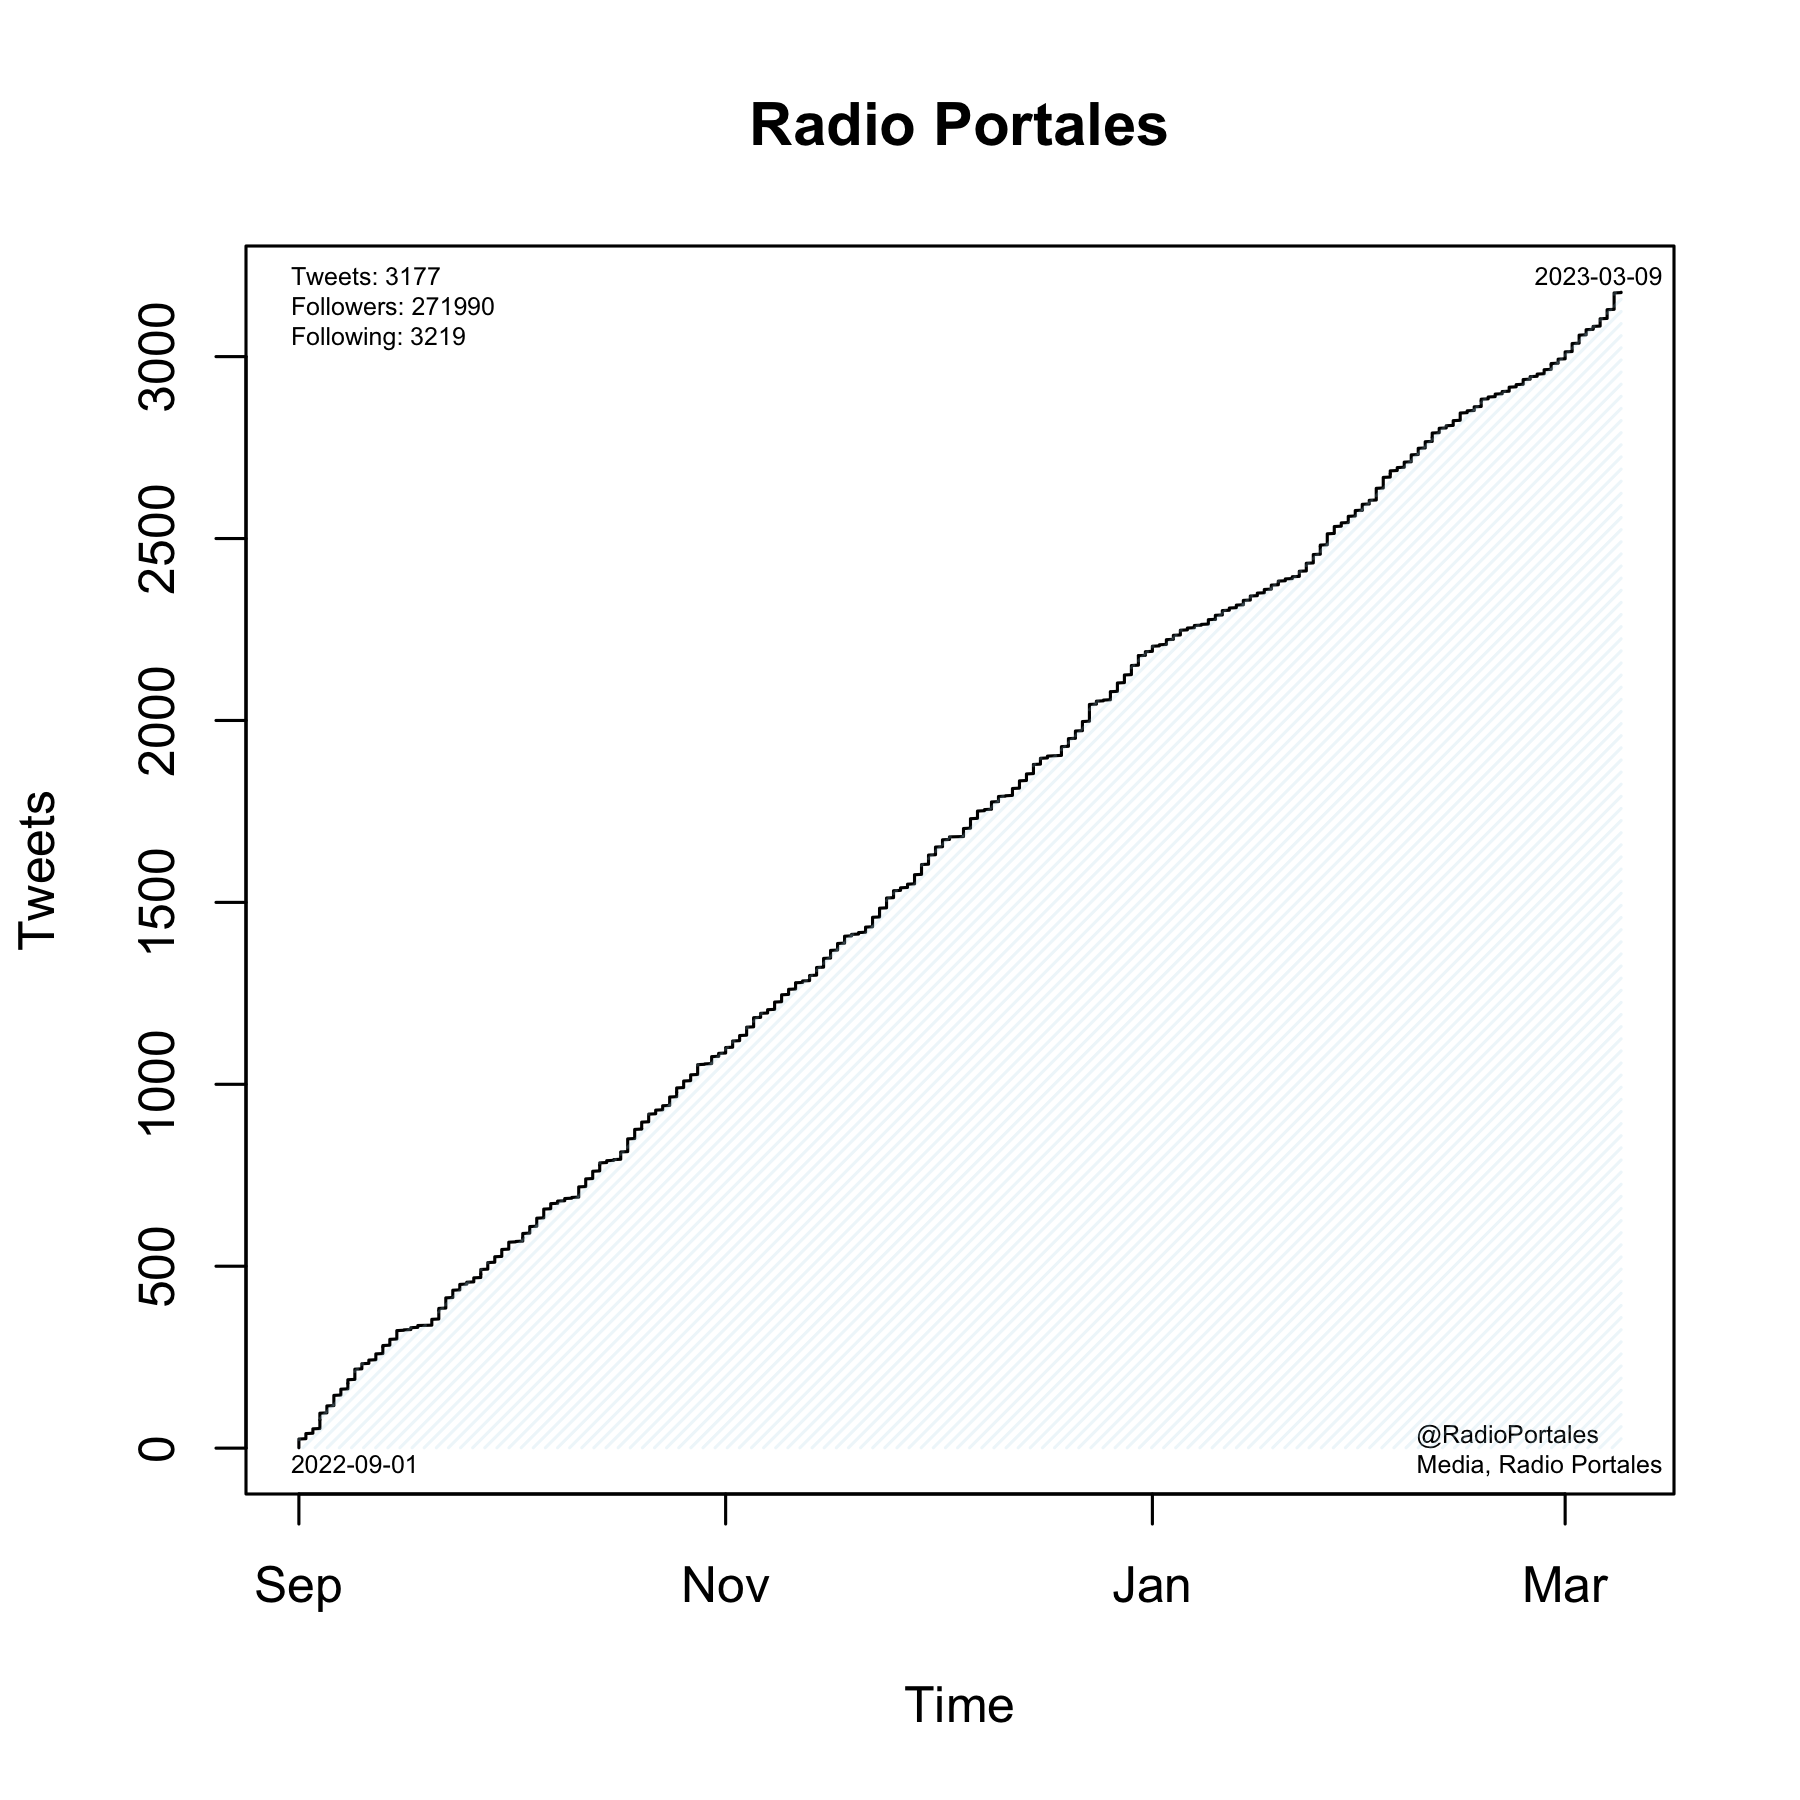 Radio Portales
Tweets: 3177
Followers: 271990
Following: 3219
2023-03-09
3000
2500
2000
1500
1000
500
0
Tweets
2022-09-01
@RadioPortales
Media, Radio Portales
Sep Nov Jan Mar
Time